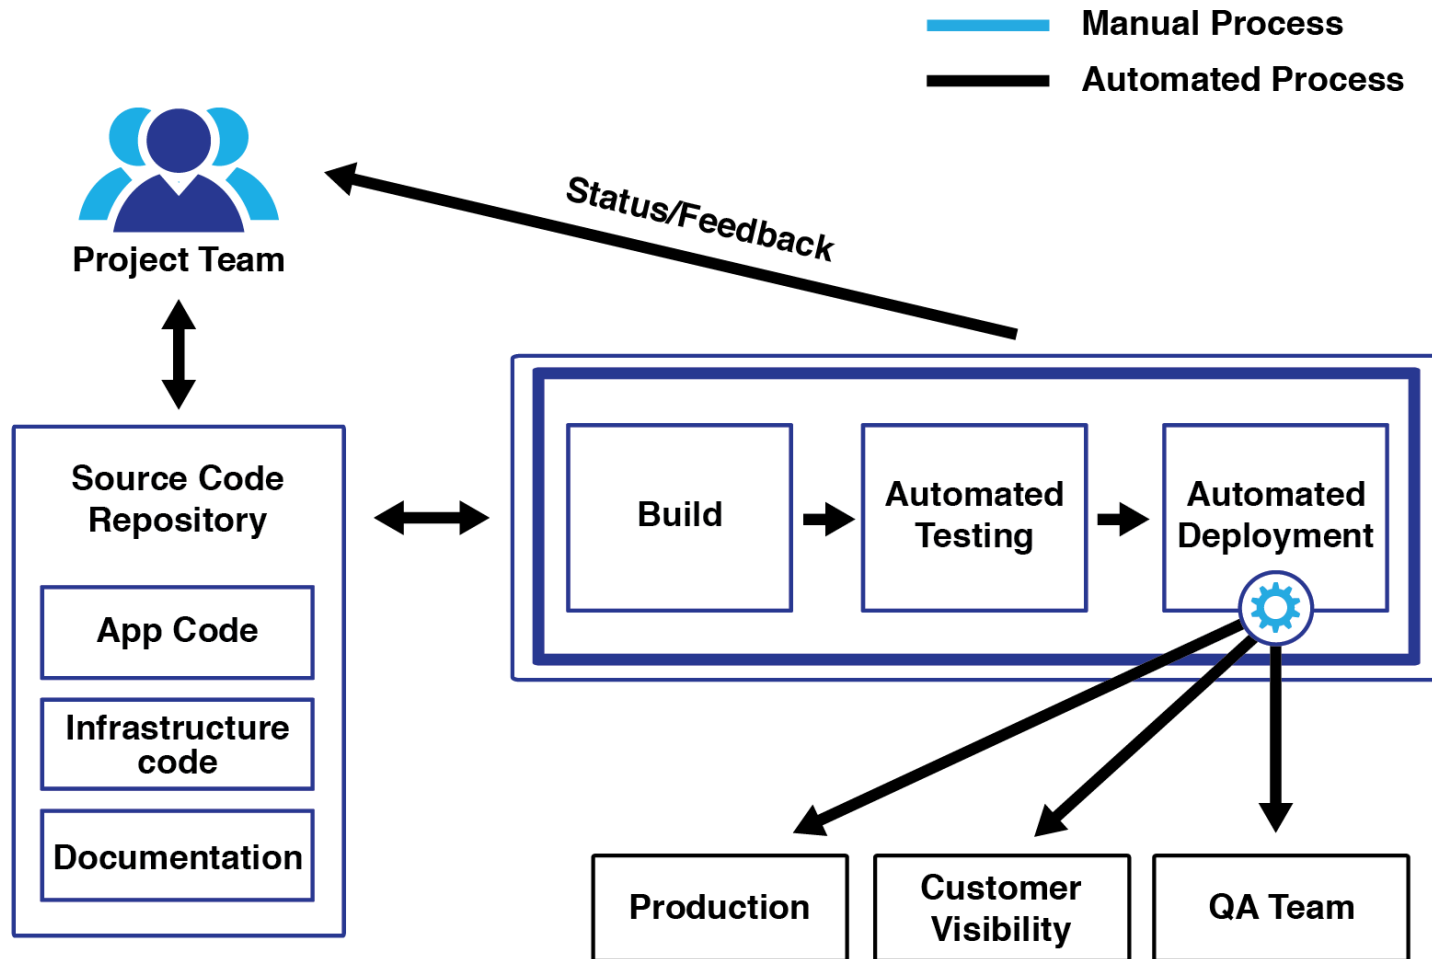 Manual Process
Automated Process
Status/Feedback
Project Team
Source Code
Repository
App Code
Infrastructure
code
Documentation
Build
Automated
Testing
Automated
Deployment
Production
Customer
Visibility
QA Team